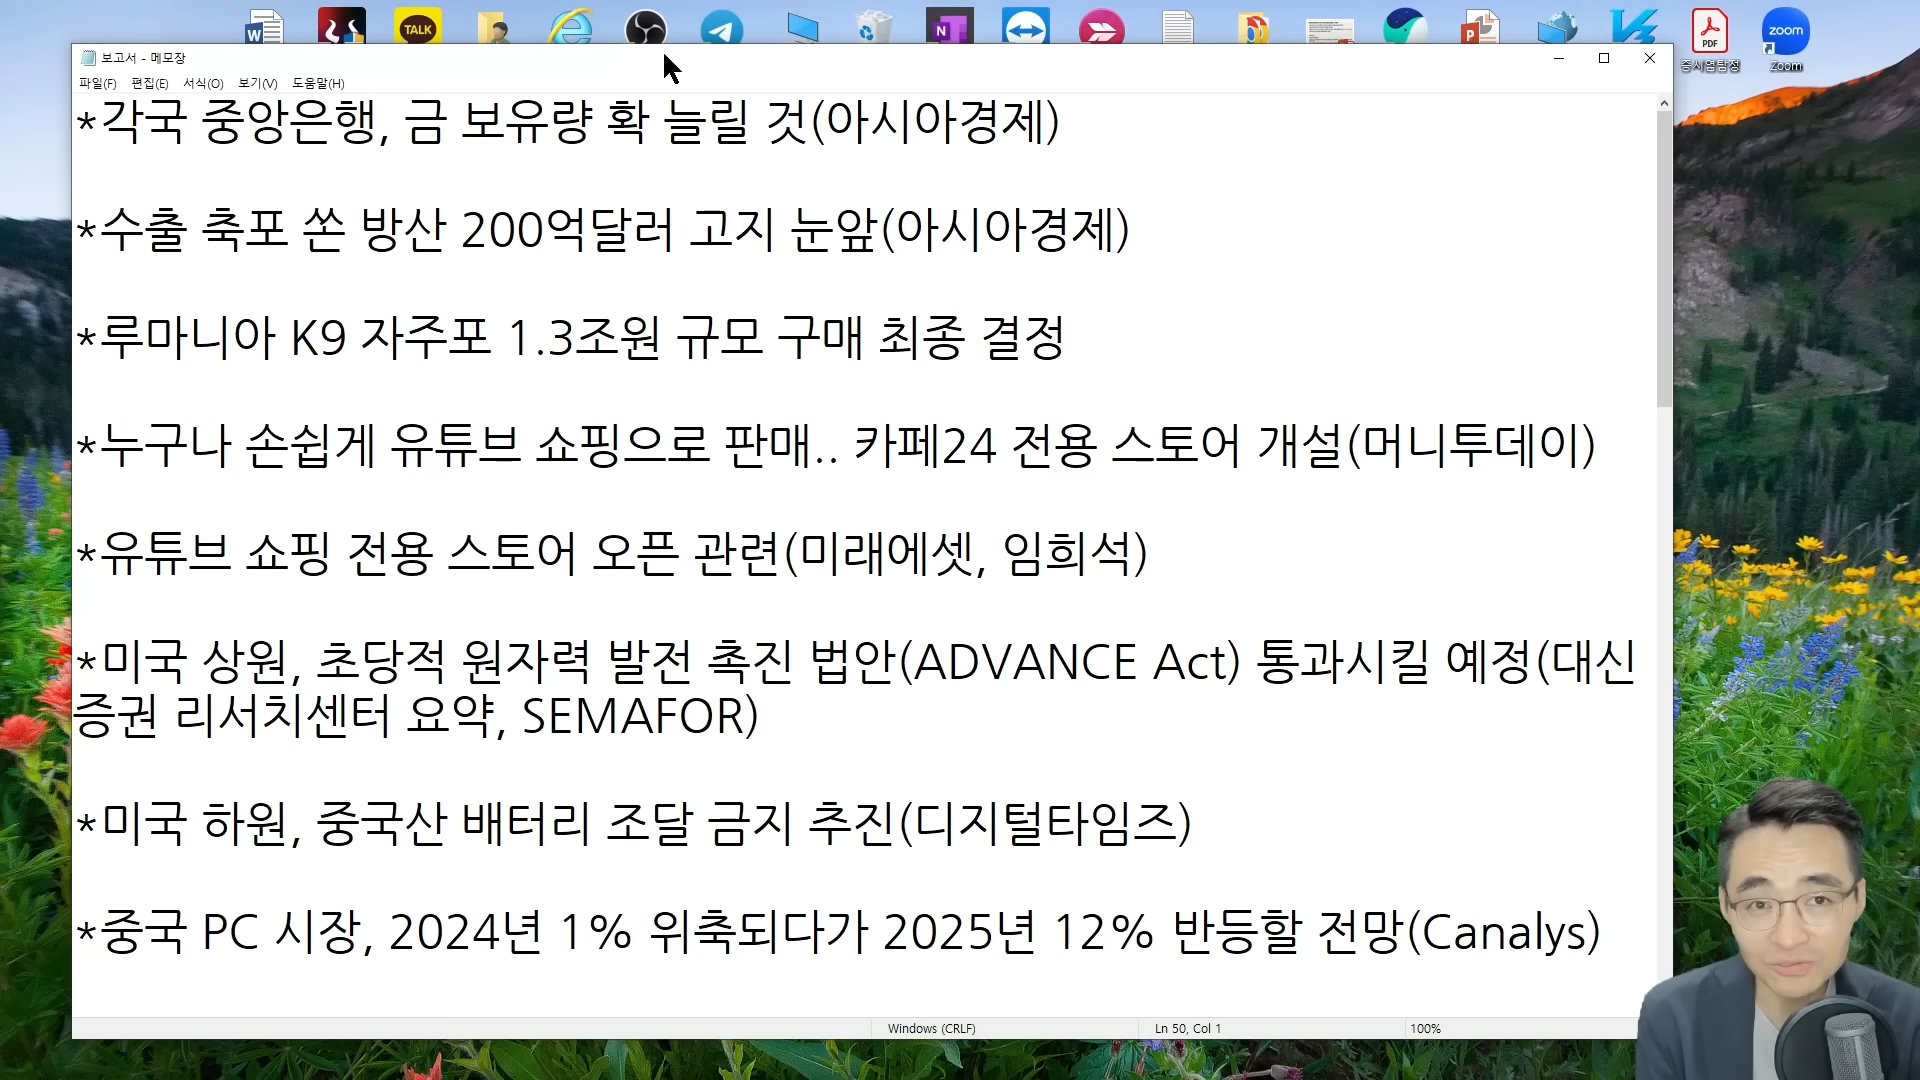 TALK
N
P
PDF
zoom
증시염탐정
Zoom
보고서 - 메모장
파일(F) 편집(E) 서식(O) 보기(V) 도움말(H)
*각국 중앙은행, 금 보유량 확 늘릴 것(아시아경제)
*수출 축포 쏜 방산 200억달러 고지 눈앞(아시아경제)
*루마니아 K9 자주포 1.3조원 규모 구매 최종 결정
*누구나 손쉽게 유튜브 쇼핑으로 판매.. 카페24 전용 스토어 개설(머니투데이)
*유튜브 쇼핑 전용 스토어 오픈 관련(미래에셋, 임희석)
*미국 상원, 초당적 원자력 발전 촉진 법안(ADVANCE Act) 통과시킬 예정(대신
증권 리서치센터 요약, SEMAFOR)
*미국 하원, 중국산 배터리 조달 금지 추진(디지털타임즈)
*중국 PC 시장, 2024년 1% 위축되다가 2025년 12% 반등할 전망(Canalys)
Windows (CRLF) Ln 50, Col 1 100%